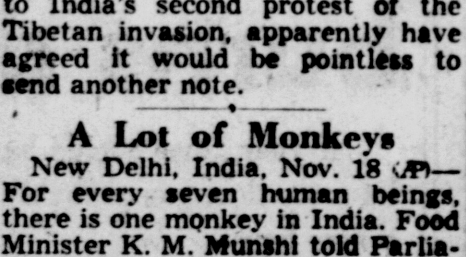 to India's second protest of the
Tibetan invasion, apparently have
agreed it would be pointless to
send another note.
A Lot of Monkeys
New Delhi, India, Nov. 18 (AP)—
For every seven human beings,
there is one monkey in India. Food
Minister K. M. Munshi told Parlia-